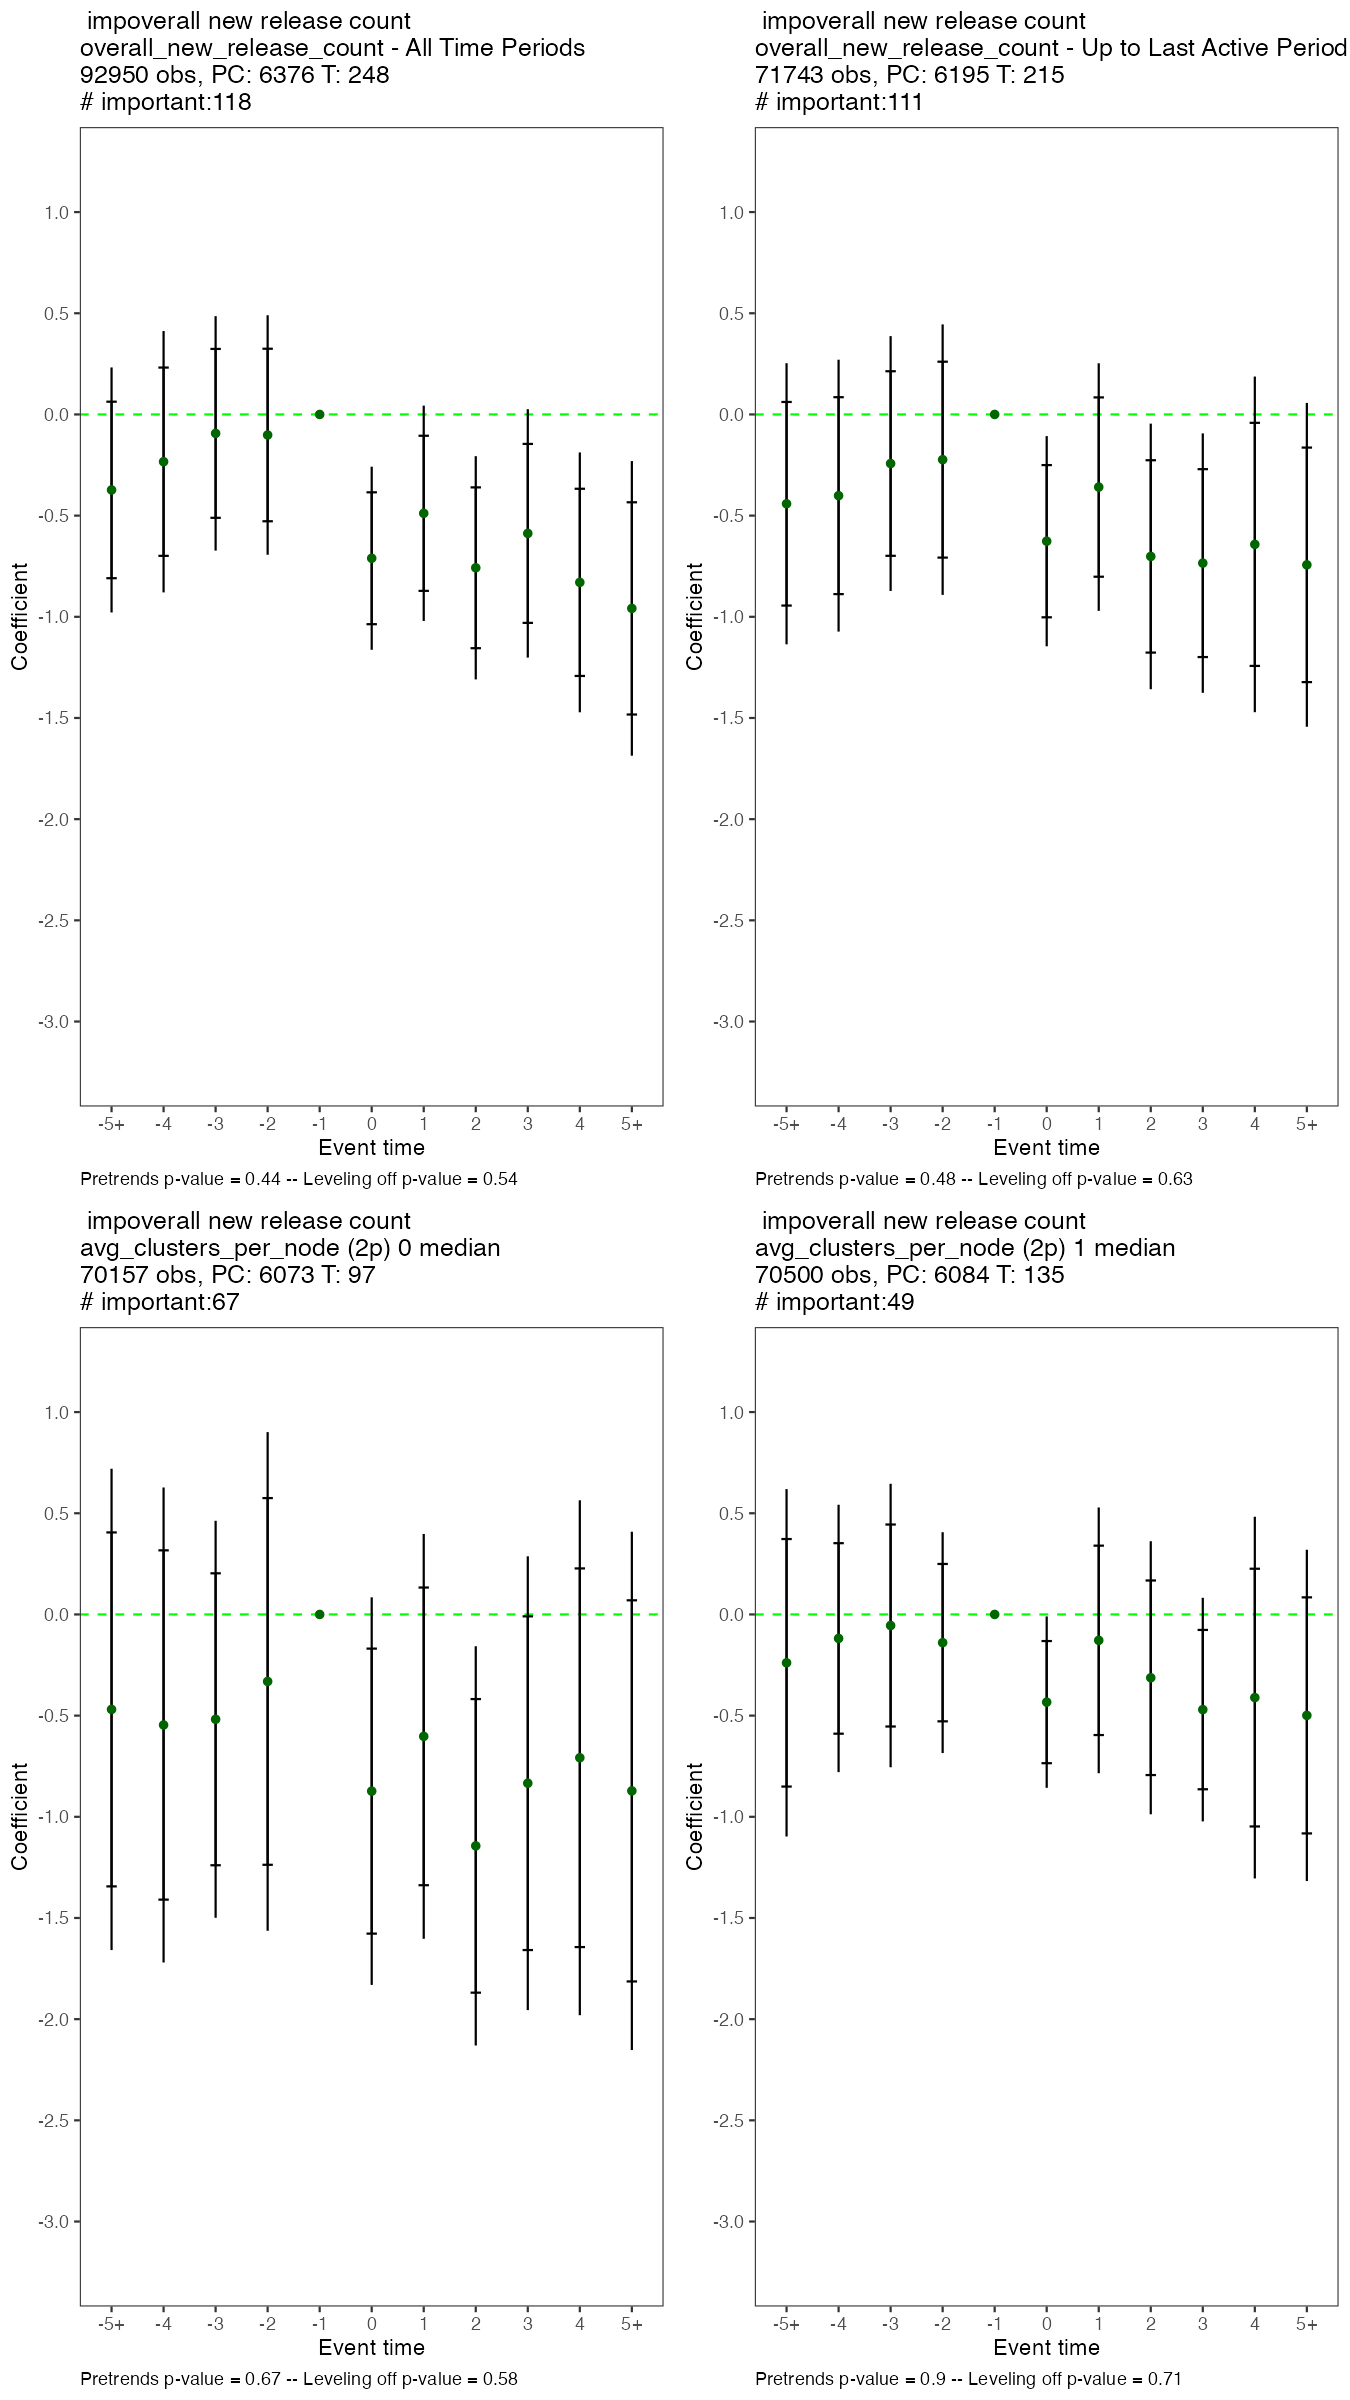 impoverall new release count
overall_new_release_count - All Time Periods
92950 obs, PC: 6376 T: 248
# important:118
1.0
0.5
0.0
-0.5
-1.0
-1.5
-2.0
-2.5
-3.0
Coefficient
-5+ -4 -3 -2 -1 0 1 2 3 4 5+
Event time
Pretrends p-value = 0.44 -- Leveling off p-value = 0.54
impoverall new release count
overall_new_release_count - Up to Last Active Period
71743 obs, PC: 6195 T: 215
# important:111
1.0
0.5
0.0
-0.5
-1.0
-1.5
-2.0
-2.5
-3.0
Coefficient
-5+ -4 -3 -2 -1 0 1 2 3 4 5+
Event time
Pretrends p-value = 0.48 -- Leveling off p-value = 0.63
impoverall new release count
avg_clusters_per_node (2p) 0 median
70157 obs, PC: 6073 T: 97
# important:67
1.0
0.5
0.0
-0.5
-1.0
-1.5
-2.0
-2.5
-3.0
Coefficient
-5+ -4 -3 -2 -1 0 1 2 3 4 5+
Event time
Pretrends p-value = 0.67 -- Leveling off p-value = 0.58
impoverall new release count
avg_clusters_per_node (2p) 1 median
70500 obs, PC: 6084 T: 135
# important:49
1.0
0.5
0.0
-0.5
-1.0
-1.5
-2.0
-2.5
-3.0
Coefficient
-5+ -4 -3 -2 -1 0 1 2 3 4 5+
Event time
Pretrends p-value = 0.9 -- Leveling off p-value = 0.71